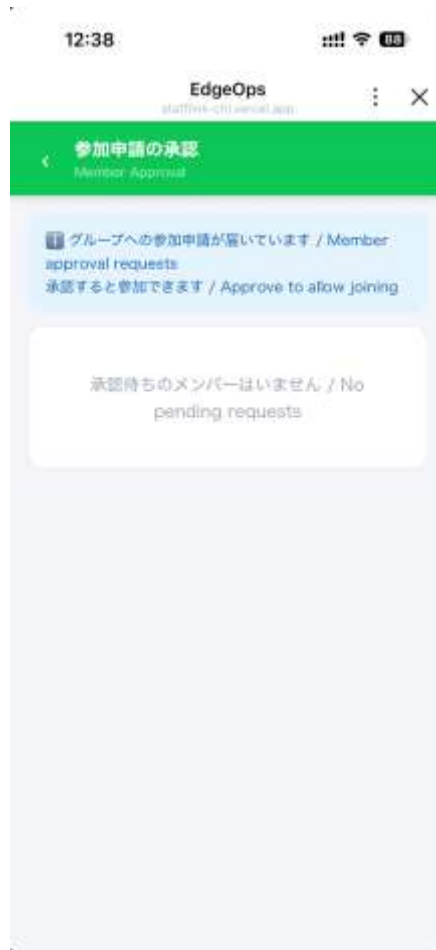 12:38
88
EdgeOps
参加申請の承認
Member Approval
グループへの参加申請が届いています / Member
approval requests
承認すると参加できます / Approve to allow joining
承認待ちのメンバーはいません / No
pending requests